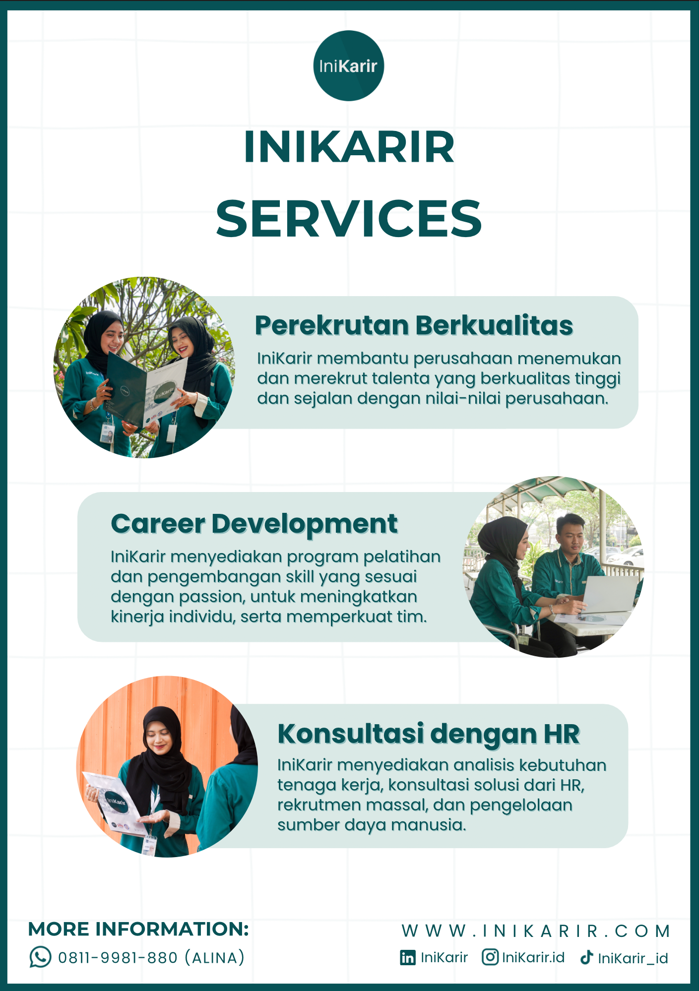 IniKarir
INIKARIR
SERVICES
Perekrutan Berkualitas
IniKarir membantu perusahaan menemukan
dan merekrut talenta yang berkualitas tinggi
dan sejalan dengan nilai-nilai perusahaan.
Career Development
IniKarir menyediakan program pelatihan
dan pengembangan skill yang sesuai
dengan passion, untuk meningkatkan
kinerja individu, serta memperkuat tim.
Konsultasi dengan HR
IniKarir menyediakan analisis kebutuhan
tenaga kerja, konsultasi solusi dari HR,
rekrutmen massal, dan pengelolaan
sumber daya manusia.
MORE INFORMATION:
0811-9981-880 (ALINA)
WWW.INIKARIR.COM
IniKarir IniKarir.id IniKarir_id